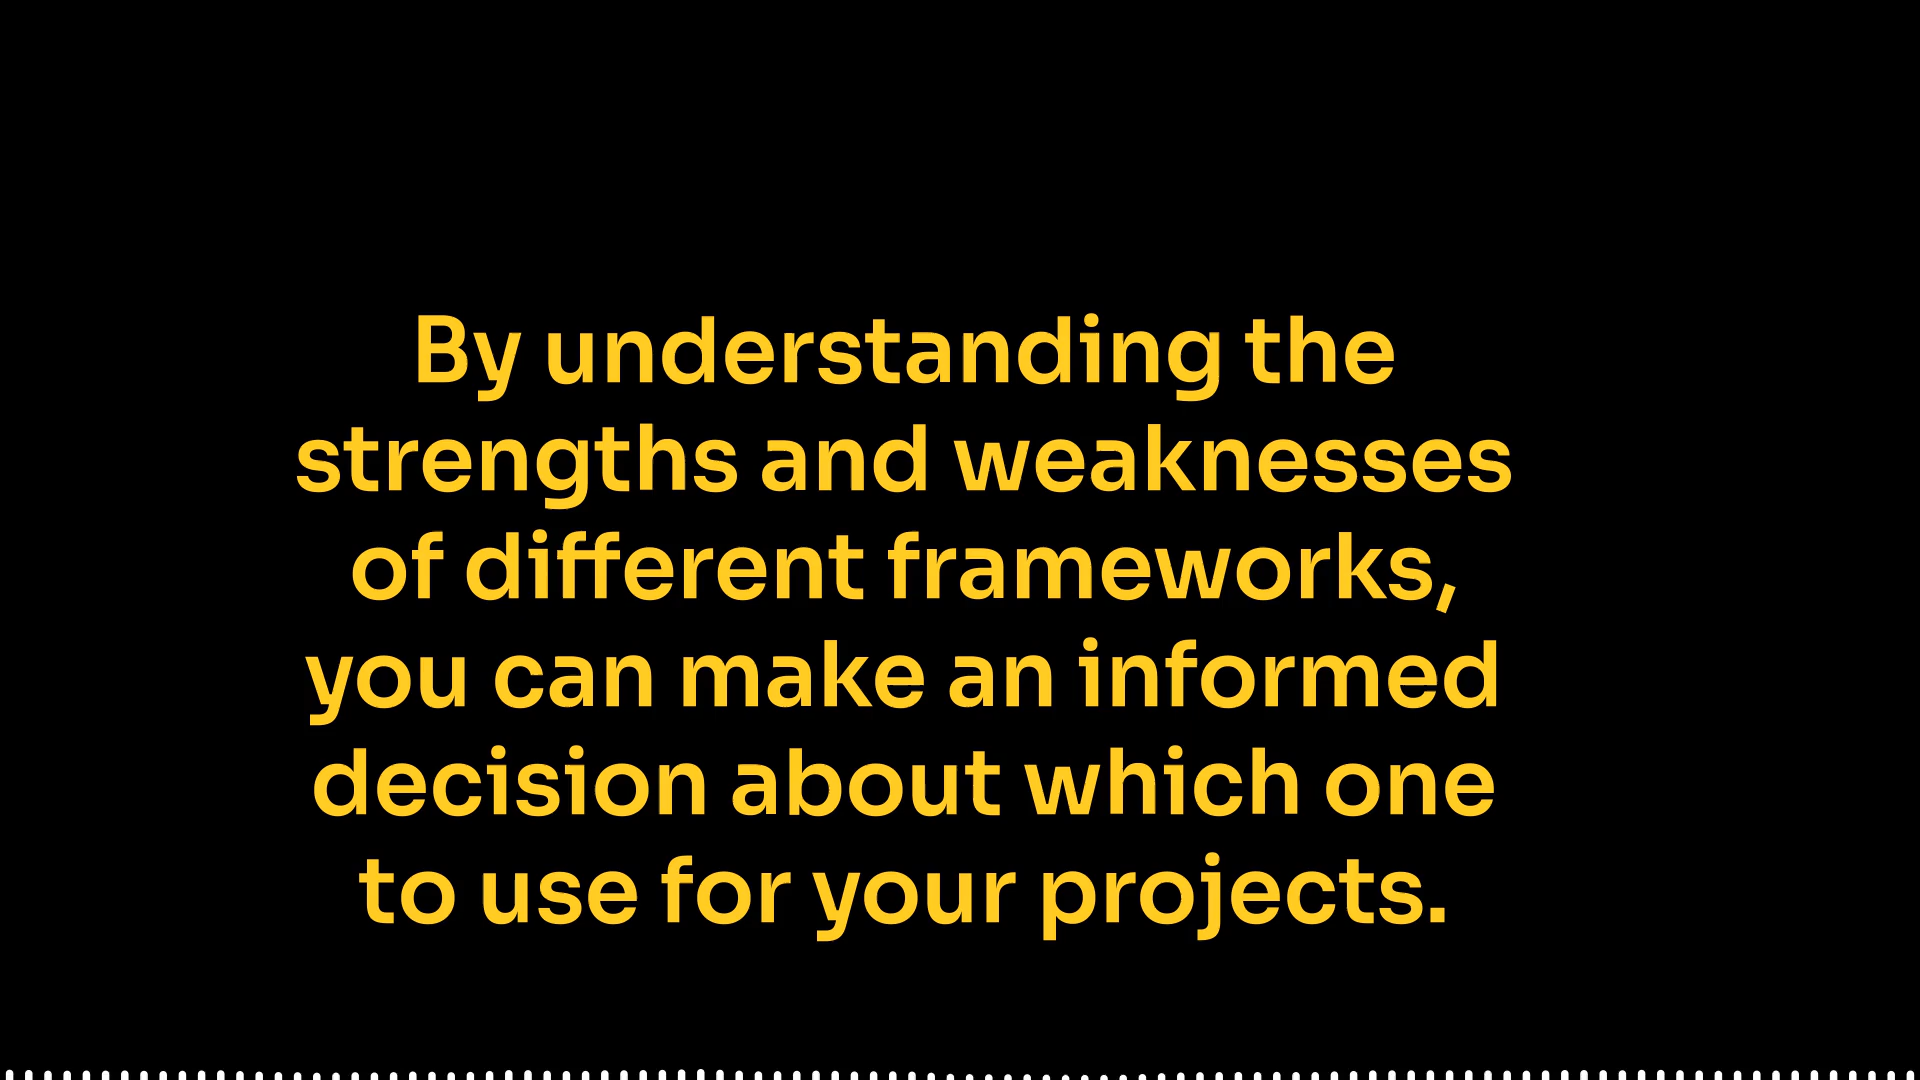 By understanding the
strengths and weaknesses
of different frameworks,
you can make an informed
decision about which one
to use for your projects.